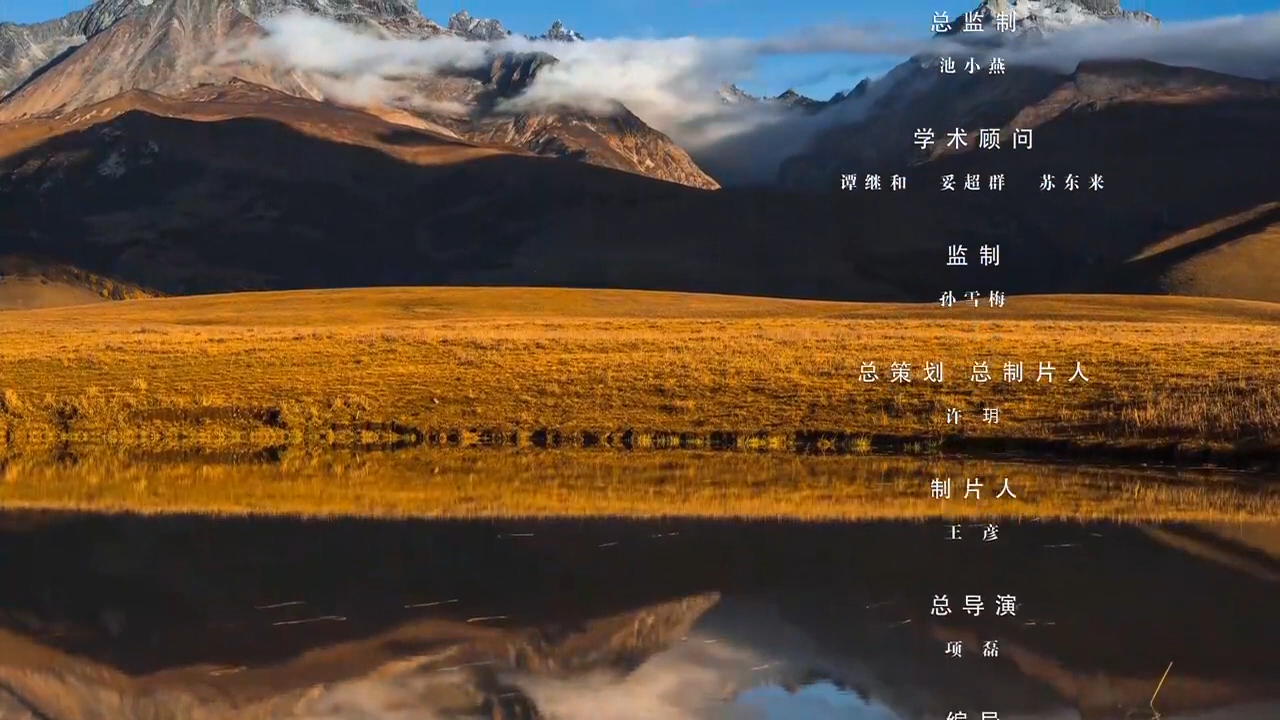 总监制
池小燕
学术顾问
谭继和 妥超群 苏东来
监制
孙雪梅
总策划 总制片人
许玥
制片人
王彦
总导演
项磊
编导